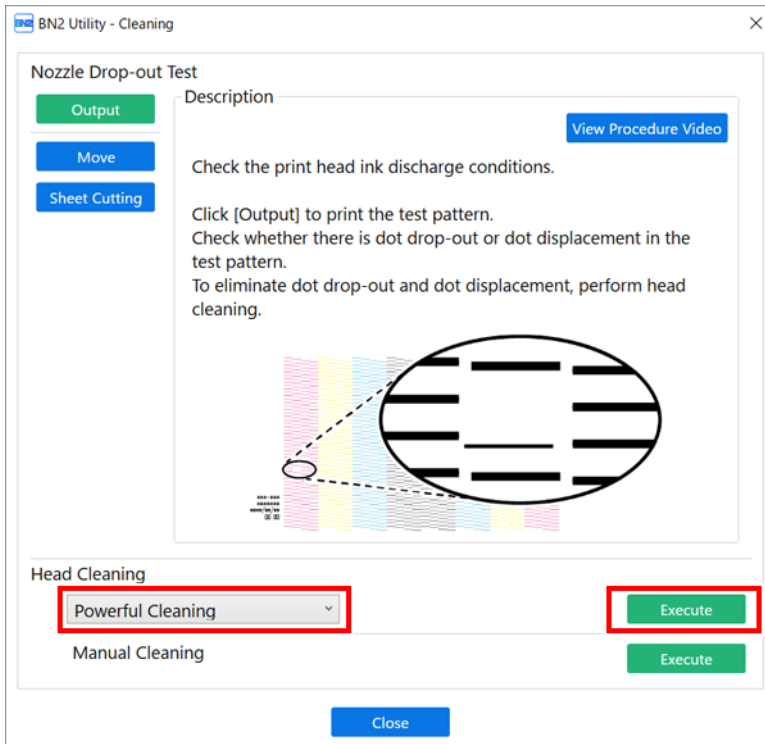 BN2 BN2 Utility - Cleaning
Nozzle Drop-out Test
Output
Description
View Procedure Video
Move
Check the print head ink discharge conditions.
Sheet Cutting
Click [Output] to print the test pattern.
Check whether there is dot drop-out or dot displacement in the
test pattern.
To eliminate dot drop-out and dot displacement, perform head
cleaning.
Head Cleaning
Powerful Cleaning
Execute
Manual Cleaning
Execute
Close